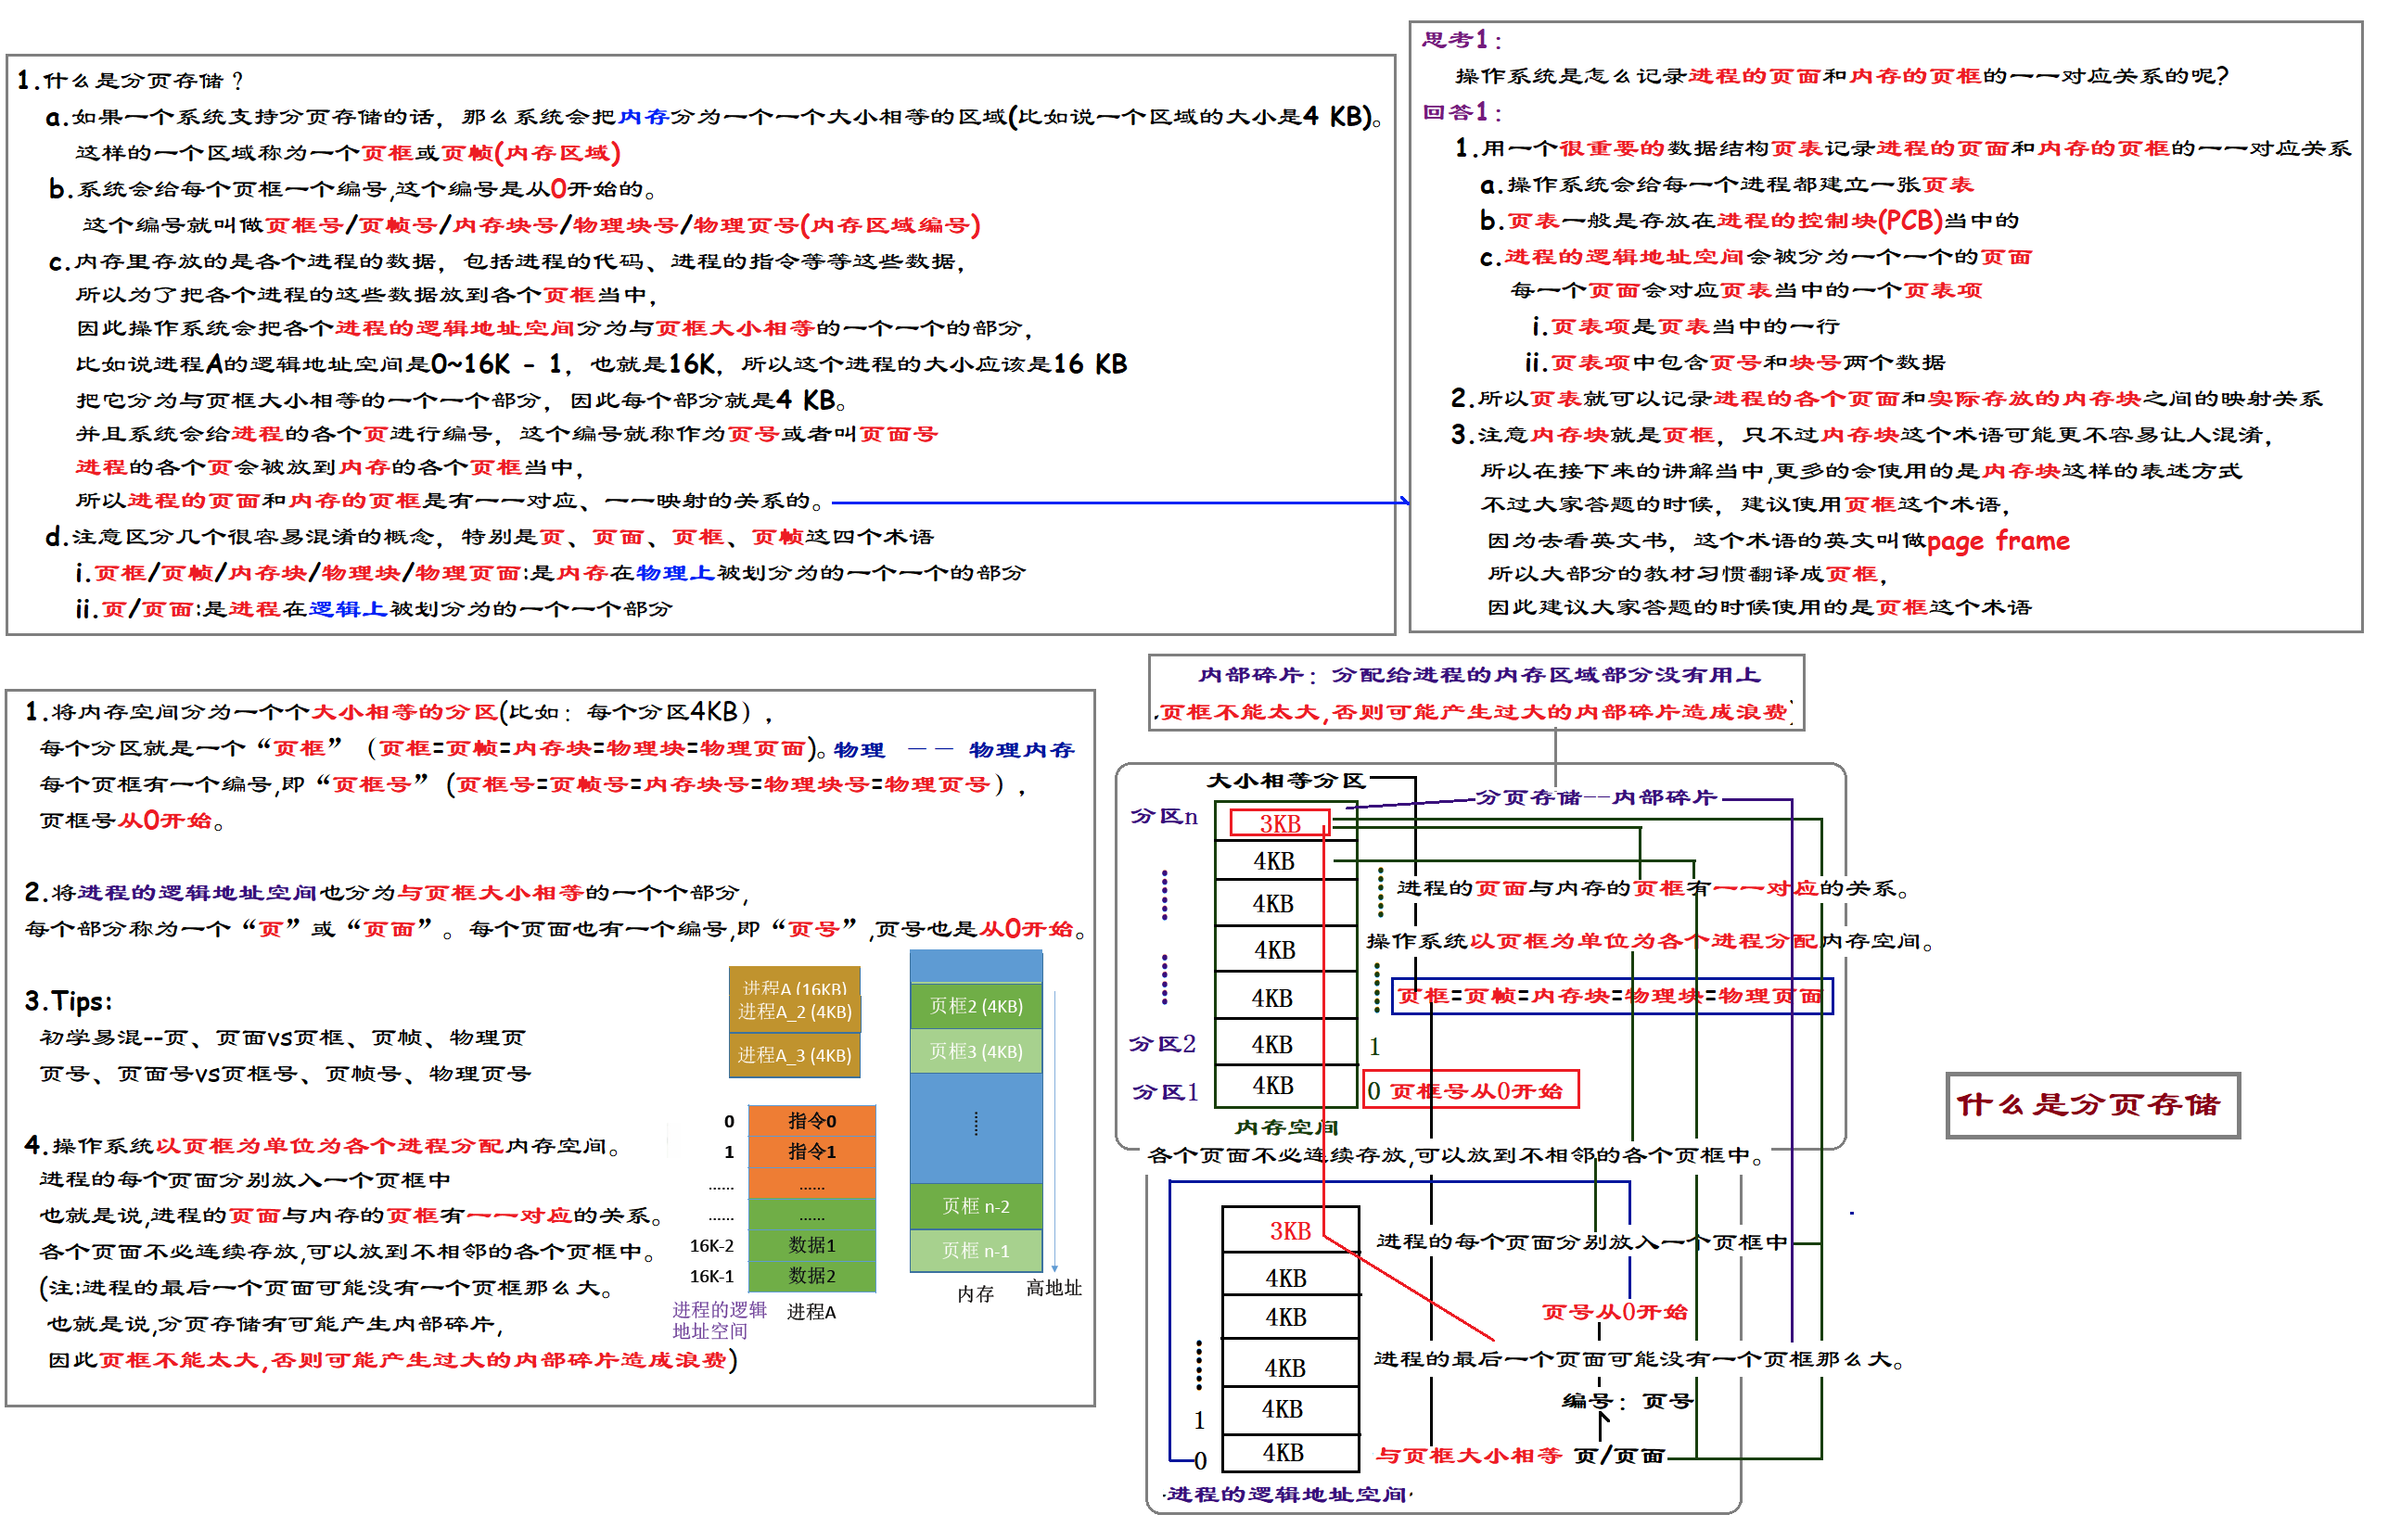 1.什么是分页存储？
a.如果一个系统支持分页存储的话，那么系统会把内存分为一个一个大小相等的区域(比如说一个区域的大小是4 KB)。
这样的一个区域称为一个页框或页帧(内存区域)
b.系统会给每个页框一个编号,这个编号是从0开始的。
这个编号就叫做页框号/页帧号/内存块号/物理块号/物理页号(内存区域编号)
c.内存里存放的是各个进程的数据，包括进程的代码、进程的指令等等这些数据，
所以为了把各个进程的这些数据放到各个页框当中，
因此操作系统会把各个进程的逻辑地址空间分为与页框大小相等的一个一个的部分，
比如说进程A的逻辑地址空间是0~16K - 1，也就是16K，所以这个进程的大小应该是16 KB
把它分为与页框大小相等的一个一个部分，因此每个部分就是4 KB。
并且系统会给进程的各个页进行编号，这个编号就称作为页号或者叫页面号
进程的各个页会被放到内存的各个页框当中，
所以进程的页面和内存的页框是有一一对应、一一映射的关系的。
d.注意区分几个很容易混淆的概念，特别是页、页面、页框、页帧这四个术语
i.页框/页帧/内存块/物理块/物理页面:是内存在物理上被划分为的一个一个的部分
ii.页/页面:是进程在逻辑上被划分为的一个一个部分
思考1：
操作系统是怎么记录进程的页面和内存的页框的一一对应关系的呢?
回答1：
1.用一个很重要的数据结构页表记录进程的页面和内存的页框的一一对应关系
a.操作系统会给每一个进程都建立一张页表
b.页表一般是存放在进程的控制块(PCB)当中的
c.进程的逻辑地址空间会被分为一个一个的页面
每一个页面会对应页表当中的一个页表项
i.页表项是页表当中的一行
ii.页表项中包含页号和块号两个数据
2.所以页表就可以记录进程的各个页面和实际存放的内存块之间的映射关系
3.注意内存块就是页框，只不过内存块这个术语可能更不容易让人混淆，
所以在接下来的讲解当中,更多的会使用的是内存块这样的表述方式
不过大家答题的时候，建议使用页框这个术语，
因为去看英文书，这个术语的英文叫做page frame
所以大部分的教材习惯翻译成页框，
因此建议大家答题的时候使用的是页框这个术语
1.将内存空间分为一个个大小相等的分区(比如：每个分区4KB)，
每个分区就是一个“页框”（页框=页帧=内存块=物理块=物理页面)。物理 —— 物理内存
每个页框有一个编号,即“页框号”（页框号=页帧号=内存块号=物理块号=物理页号)，
页框号从0开始。
2.将进程的逻辑地址空间也分为与页框大小相等的一个个部分，
每个部分称为一个“页”或“页面”。每个页面也有一个编号,即“页号”,页号也是从0开始。
3.Tips:
初学易混--页、页面vs页框、页帧、物理页
页号、页面号vs页框号、页帧号、物理页号
4.操作系统以页框为单位为各个进程分配内存空间。
进程的每个页面分别放入一个页框中
也就是说,进程的页面与内存的页框有一一对应的关系。
各个页面不必连续存放,可以放到不相邻的各个页框中。
(注:进程的最后一个页面可能没有一个页框那么大。
也就是说,分页存储有可能产生内部碎片，
因此页框不能太大,否则可能产生过大的内部碎片造成浪费)
进程A (16KB)
进程A_2 (4KB)
进程A_3 (4KB)
0 指令0
1 指令1
...... ......
...... ......
16K-2 数据1
16K-1 数据2
进程的逻辑
地址空间
进程A
页框2 (4KB)
页框3 (4KB)
......
页框 n-2
页框 n-1
内存
高地址
内部碎片：分配给进程的内存区域部分没有用上
页框不能太大,否则可能产生过大的内部碎片造成浪费)
大小相等分区
分页存储--内部碎片
分区n
3KB
4KB
进程的页面与内存的页框有一一对应的关系。
4KB
操作系统以页框为单位为各个进程分配内存空间。
4KB
页框=页帧=内存块=物理块=物理页面
4KB
分区2 4KB 1
分区1 4KB 0 页框号从0开始
内存空间
各个页面不必连续存放,可以放到不相邻的各个页框中。
3KB
进程的每个页面分别放入一个页框中
4KB
4KB
页号从0开始
4KB
进程的最后一个页面可能没有一个页框那么大。
编号：页号
1 4KB
0 4KB
与页框大小相等 页/页面
进程的逻辑地址空间
什么是分页存储